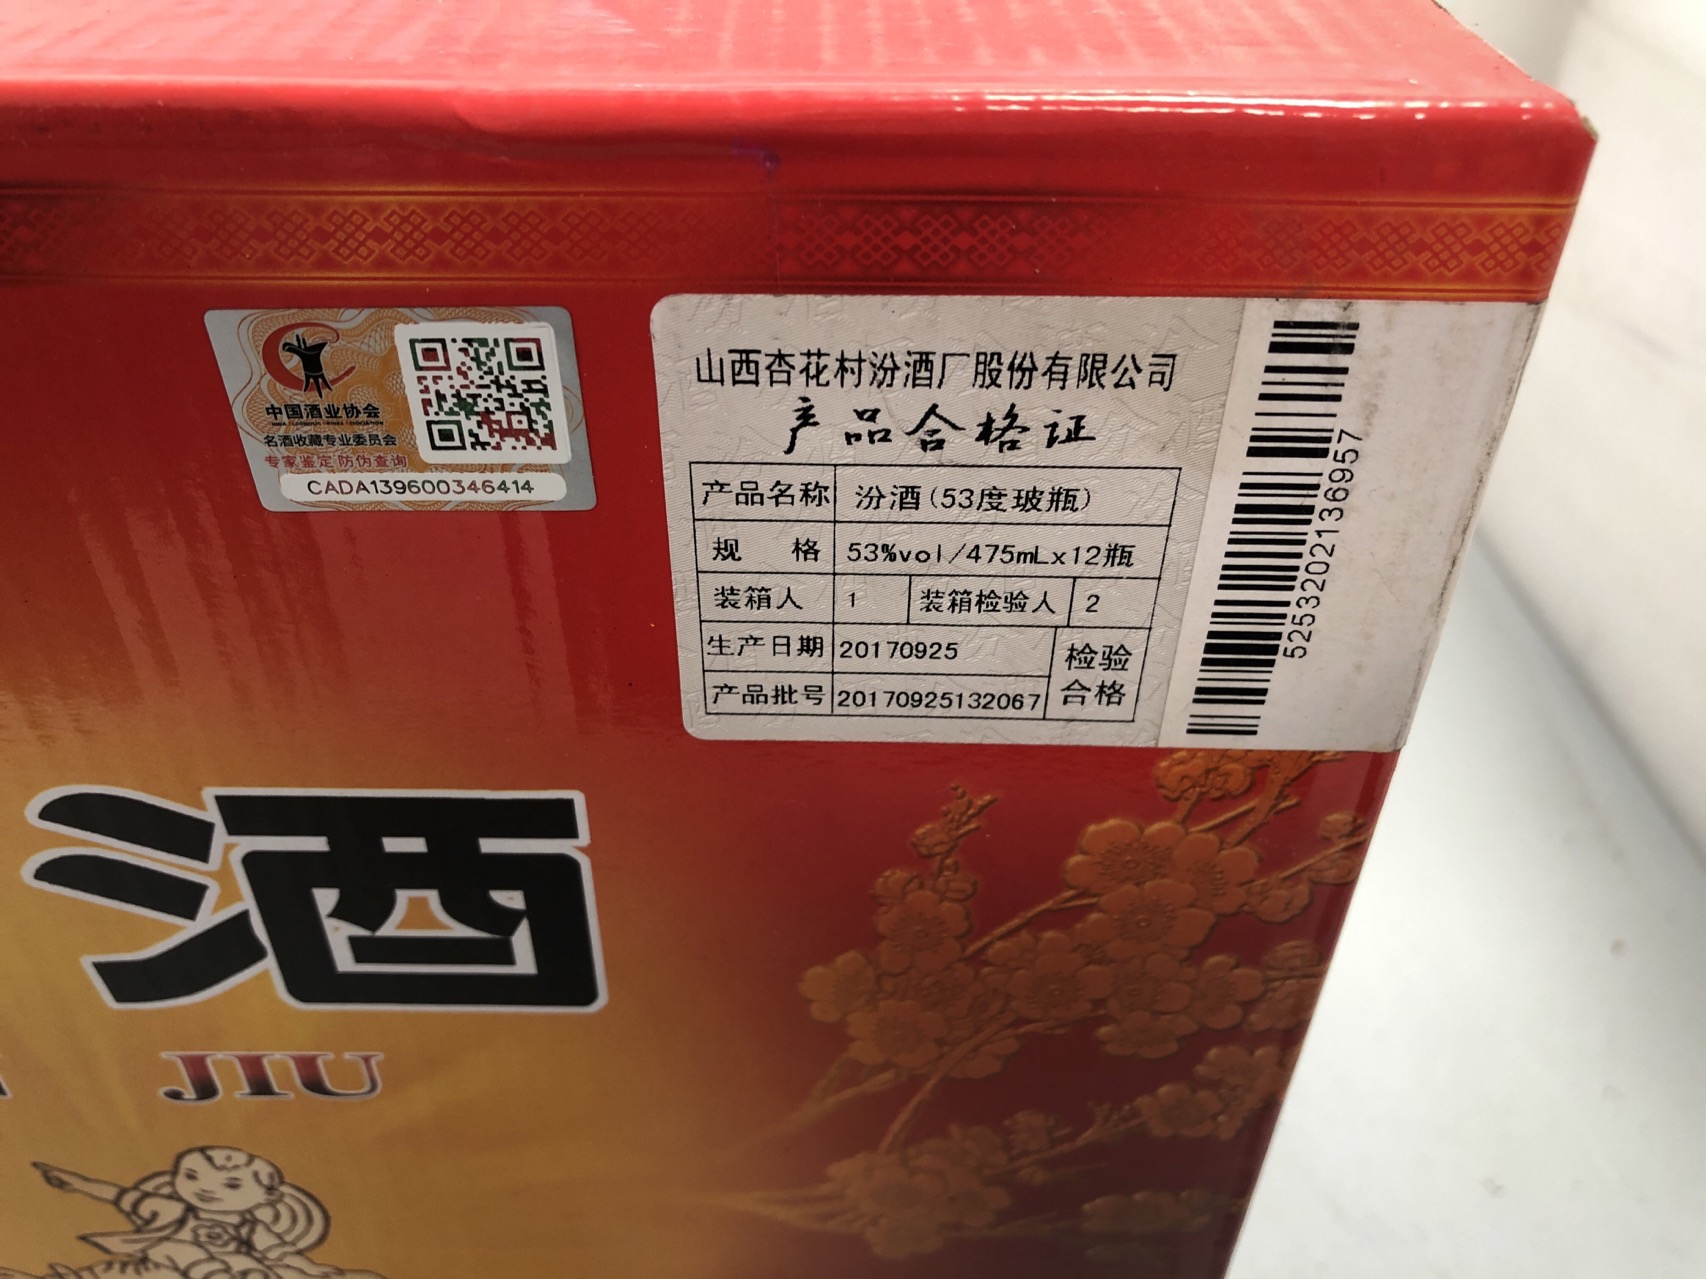 中国酒业协会
名酒收藏专业委员会
专家鉴定 防伪查询
CADA139600346414
山西杏花村汾酒厂股份有限公司
产品合格证
产品名称 汾酒(53度玻瓶)
规 格 53%vol/475mLx12瓶
装箱人 1 装箱检验人 2
生产日期 20170925
产品批号 20170925132067
检验
合格
5253202136957
酒
JIU